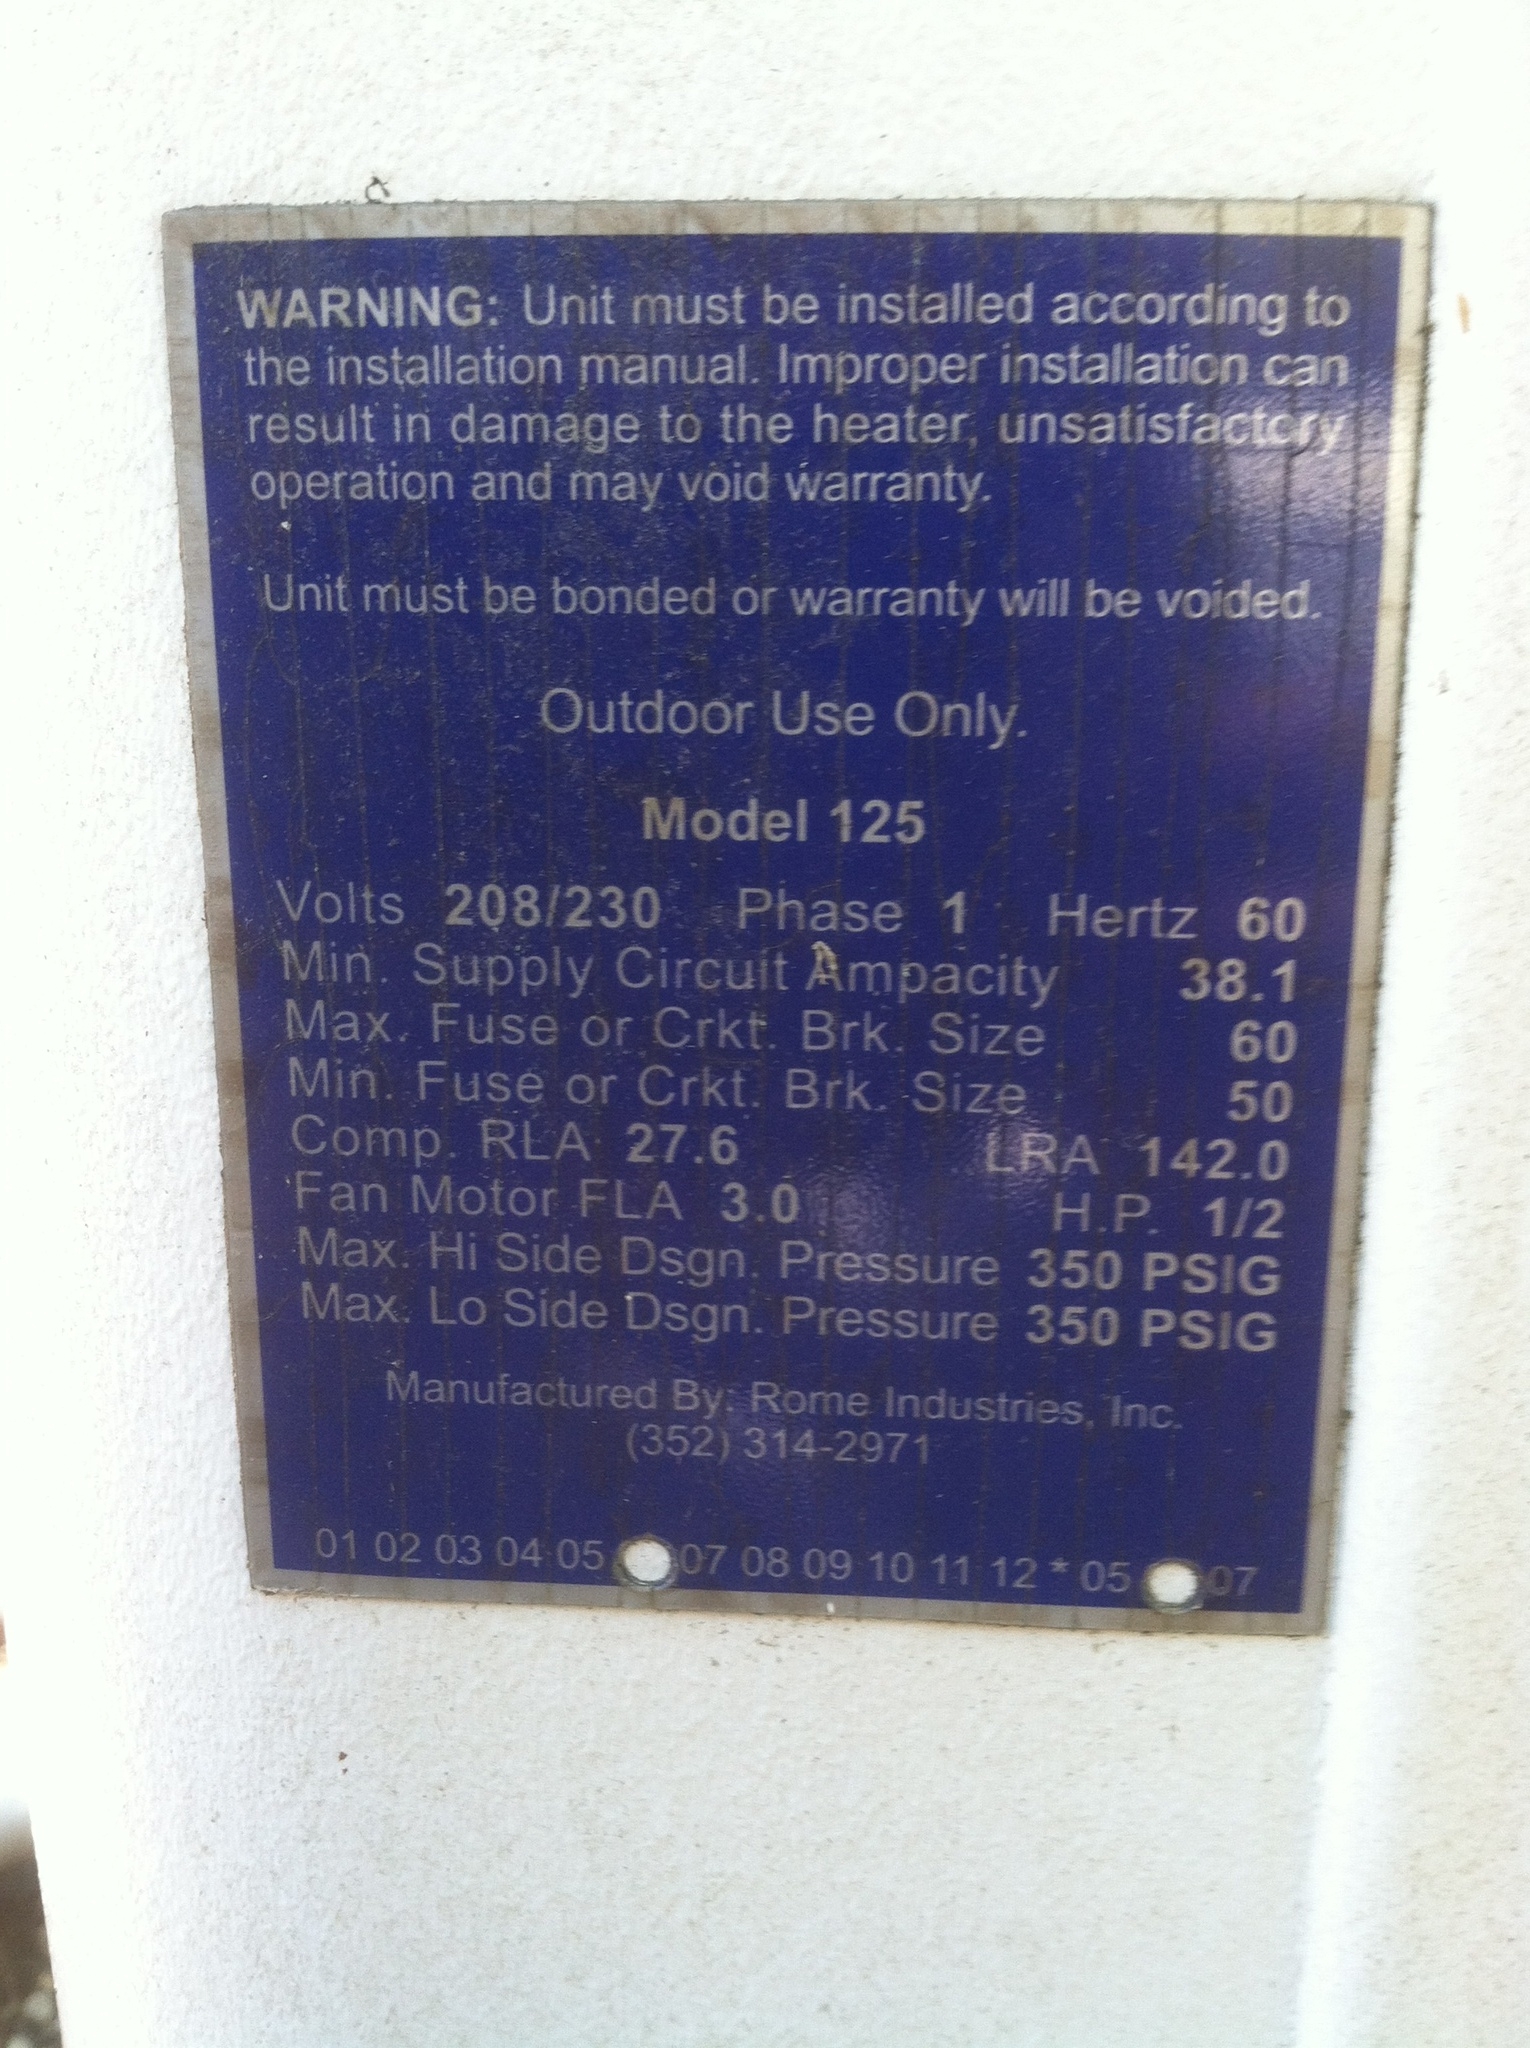 WARNING: Unit must be installed according to
the installation manual. Improper installation can
result in damage to the heater, unsatisfactory
operation and may void warranty.
Unit must be bonded or warranty will be voided.
Outdoor Use Only.
Model 125
Volts 208/230 Phase 1 Hertz 60
Min. Supply Circuit Ampacity 38.1
Max. Fuse or Crkt. Brk. Size 60
Min. Fuse or Crkt. Brk. Size 50
Comp. RLA 27.6 LRA 142.0
Fan Motor FLA 3.0 H.P. 1/2
Max. Hi Side Dsgn. Pressure 350 PSIG
Max. Lo Side Dsgn. Pressure 350 PSIG
Manufactured By: Rome Industries, Inc.
(352) 314-2971
01 02 03 04 05 07 08 09 10 11 12 * 05 07